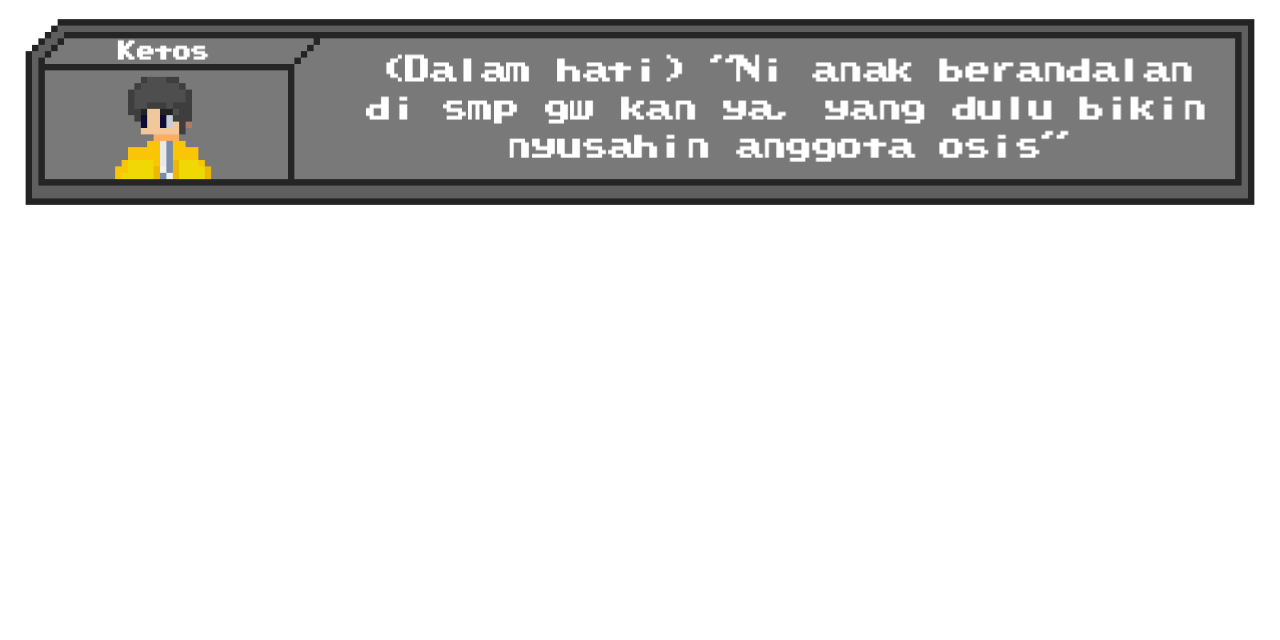 Ketos
(Dalam hati) "Ni anak berandalan
di smp gw kan ya, yang dulu bikin
nyusahin anggota osis"